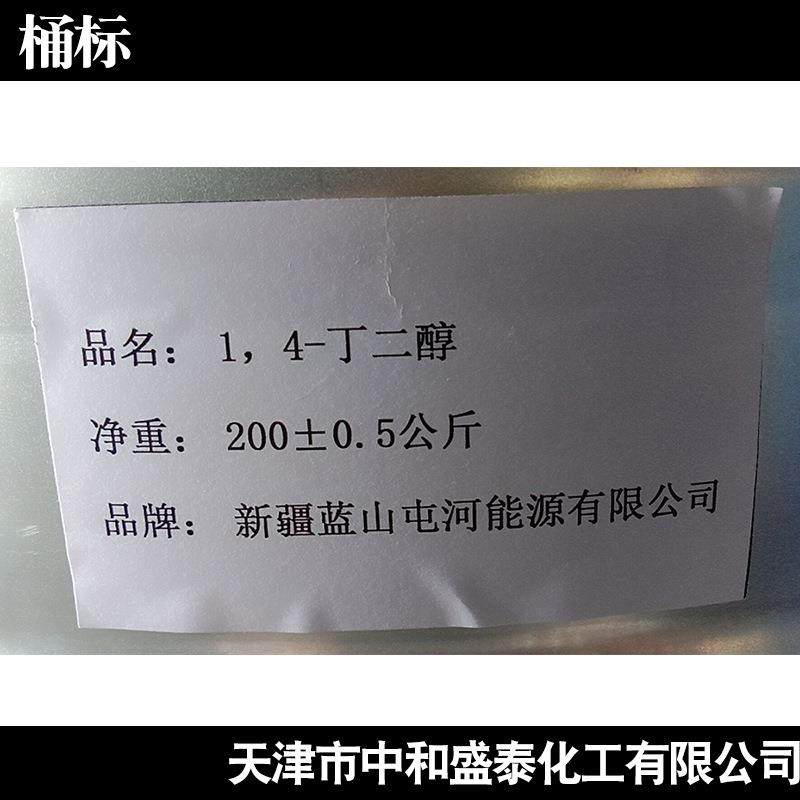 桶标
品名： 1，4-丁二醇
净重： 200±0.5公斤
品牌： 新疆蓝山屯河能源有限公司
天津市中和盛泰化工有限公司